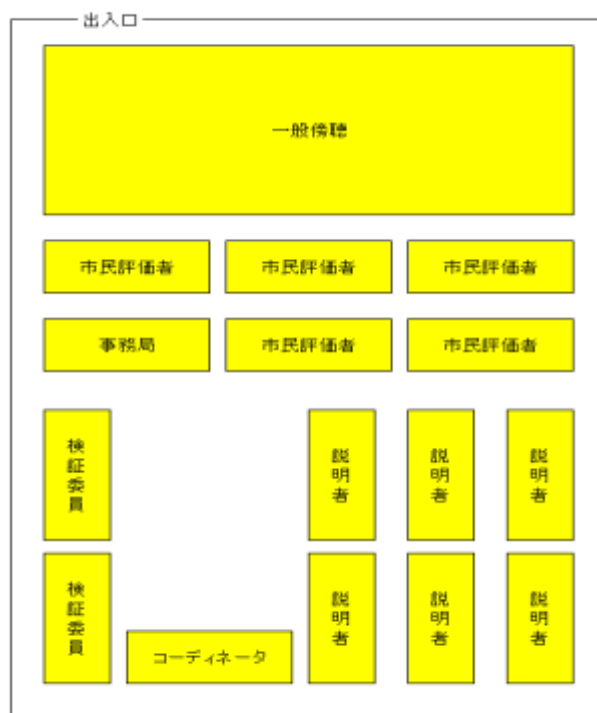 出入口
一般傍聴
市民評価者
市民評価者
市民評価者
事務局
市民評価者
市民評価者
検証委員
説明者
説明者
説明者
検証委員
コーディネータ
説明者
説明者
説明者